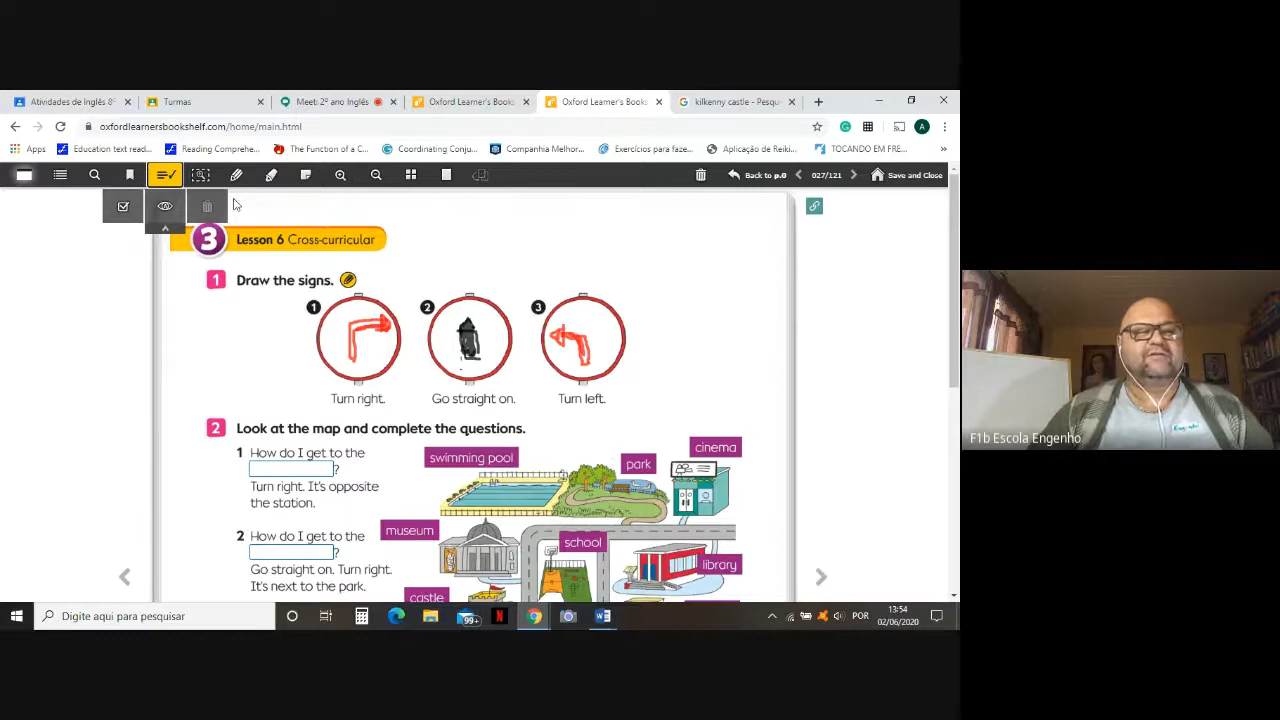 Atividades de Inglês 8º
Turmas
Meet: 2º ano Inglês
Oxford Learner's Books
Oxford Learner's Books
kilkenny castle - Pesqu
oxfordlearnersbookshelf.com/home/main.html
A
Apps
Education text read...
Reading Comprehe...
The Function of a C...
Coordinating Conju...
Companhia Melhor...
Exercícios para faze...
Aplicação de Reiki...
TOCANDO EM FRE...
Back to p.0
027/121
Save and Close
3 Lesson 6 Cross-curricular
1 Draw the signs.
1 2 3
Turn right. Go straight on. Turn left.
2 Look at the map and complete the questions.
1 How do I get to the
?
Turn right. It's opposite
the station.
2 How do I get to the
?
Go straight on. Turn right.
It's next to the park.
swimming pool
park
cinema
museum
school
library
castle
Digite aqui para pesquisar
99+
POR
13:54
02/06/2020
F1b Escola Engenho